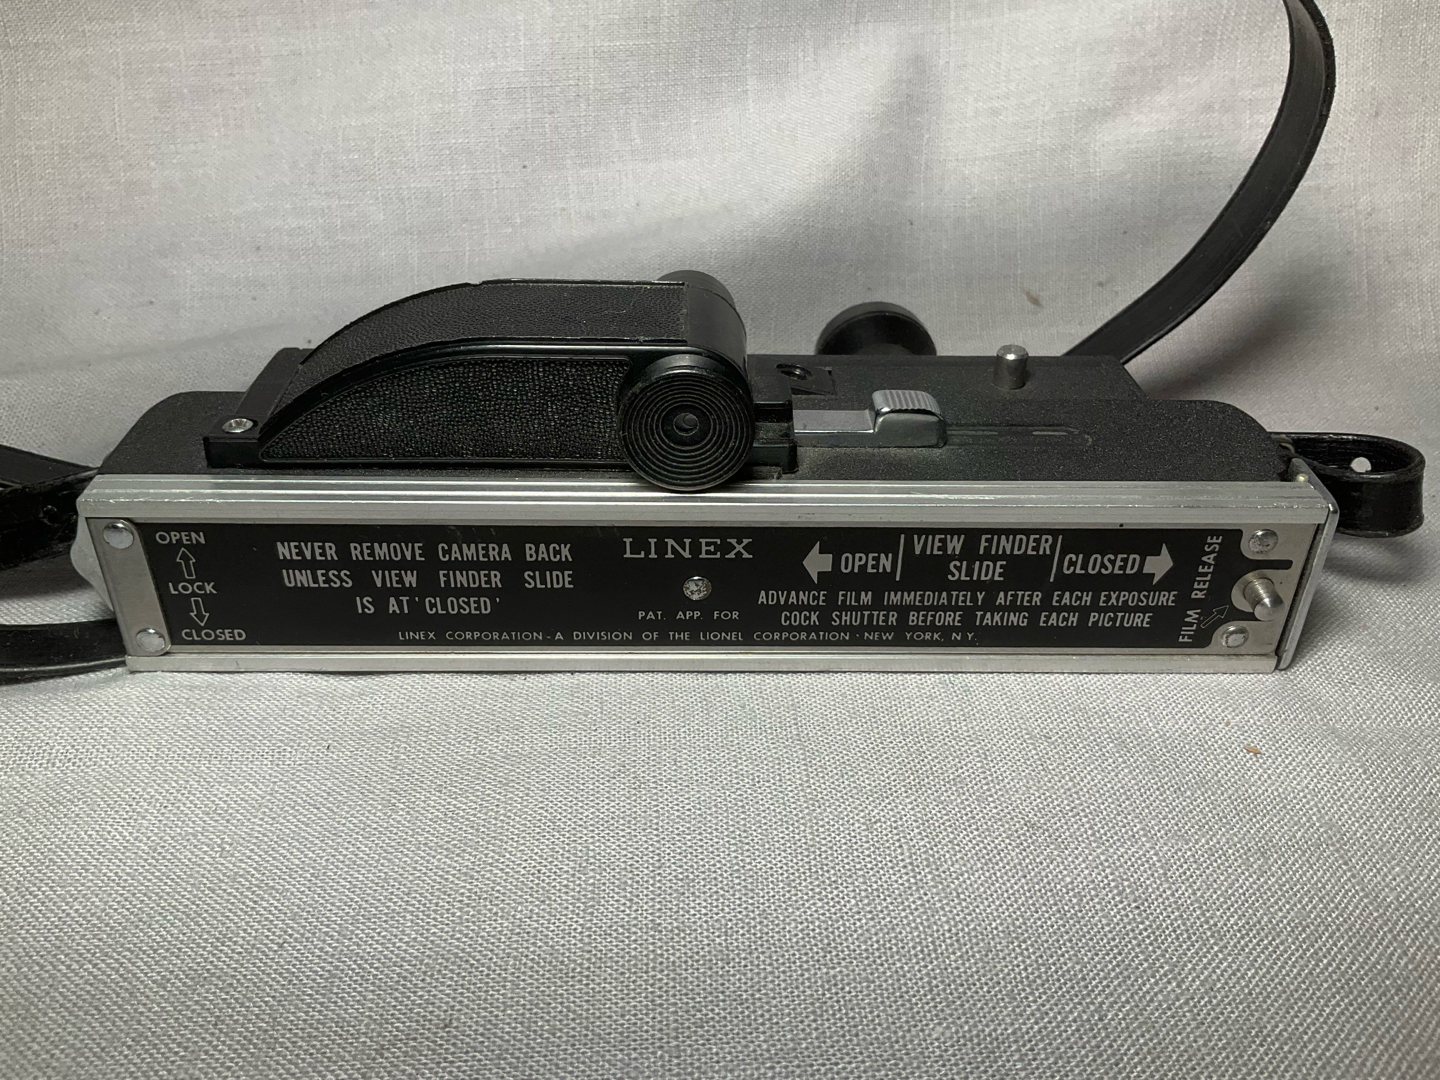 OPEN
LOCK
CLOSED
NEVER REMOVE CAMERA BACK
UNLESS VIEW FINDER SLIDE
IS AT 'CLOSED'
LINEX
PAT. APP. FOR
OPEN
VIEW FINDER
SLIDE
CLOSED
ADVANCE FILM IMMEDIATELY AFTER EACH EXPOSURE
COCK SHUTTER BEFORE TAKING EACH PICTURE
LINEX CORPORATION - A DIVISION OF THE LIONEL CORPORATION · NEW YORK, N.Y.
FILM RELEASE